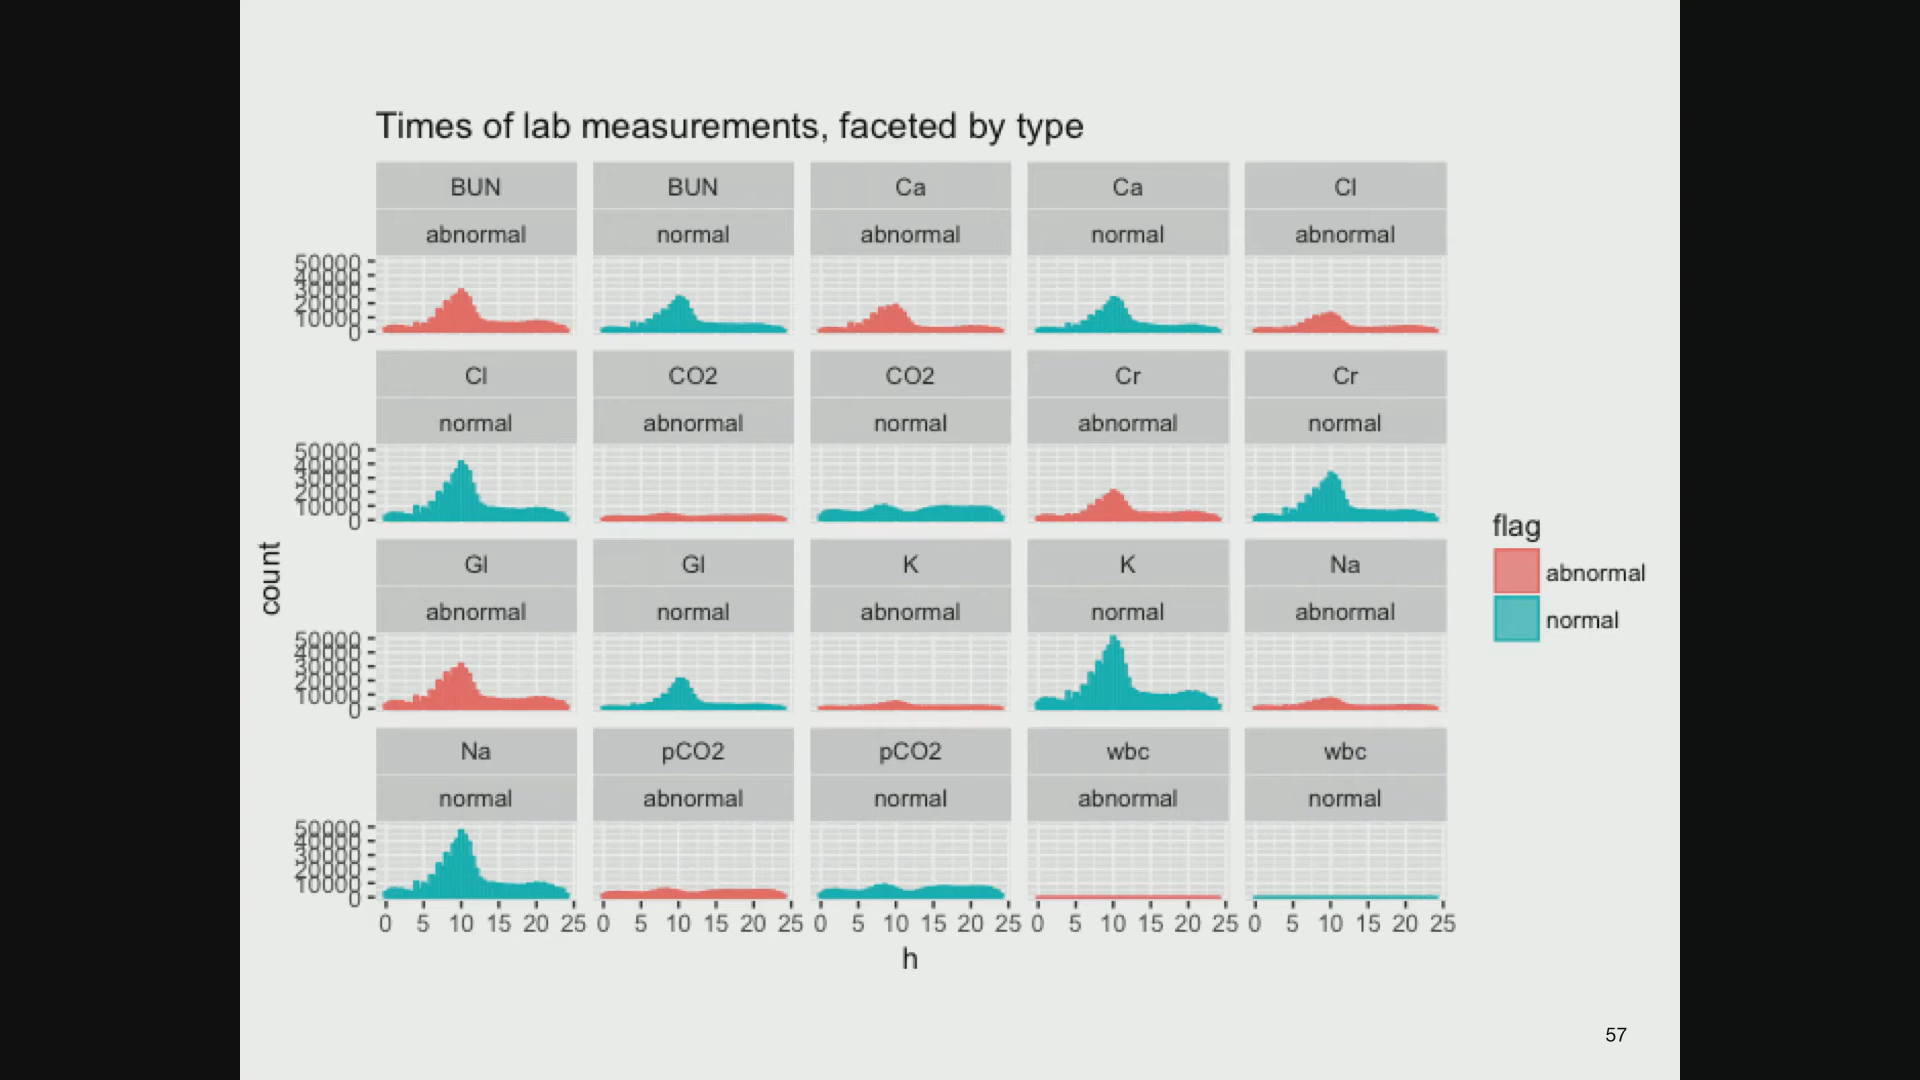 Times of lab measurements, faceted by type
BUN BUN Ca Ca Cl
abnormal normal abnormal normal abnormal
50000
40000
30000
20000
10000
0
Cl CO2 CO2 Cr Cr
normal abnormal normal abnormal normal
50000
40000
30000
20000
10000
0
Gl Gl K K Na
abnormal normal abnormal normal abnormal
50000
40000
30000
20000
10000
0
Na pCO2 pCO2 wbc wbc
normal abnormal normal abnormal normal
50000
40000
30000
20000
10000
0
0 5 10 15 20 25 0 5 10 15 20 25 0 5 10 15 20 25 0 5 10 15 20 25 0 5 10 15 20 25
h
count
flag
abnormal
normal
57